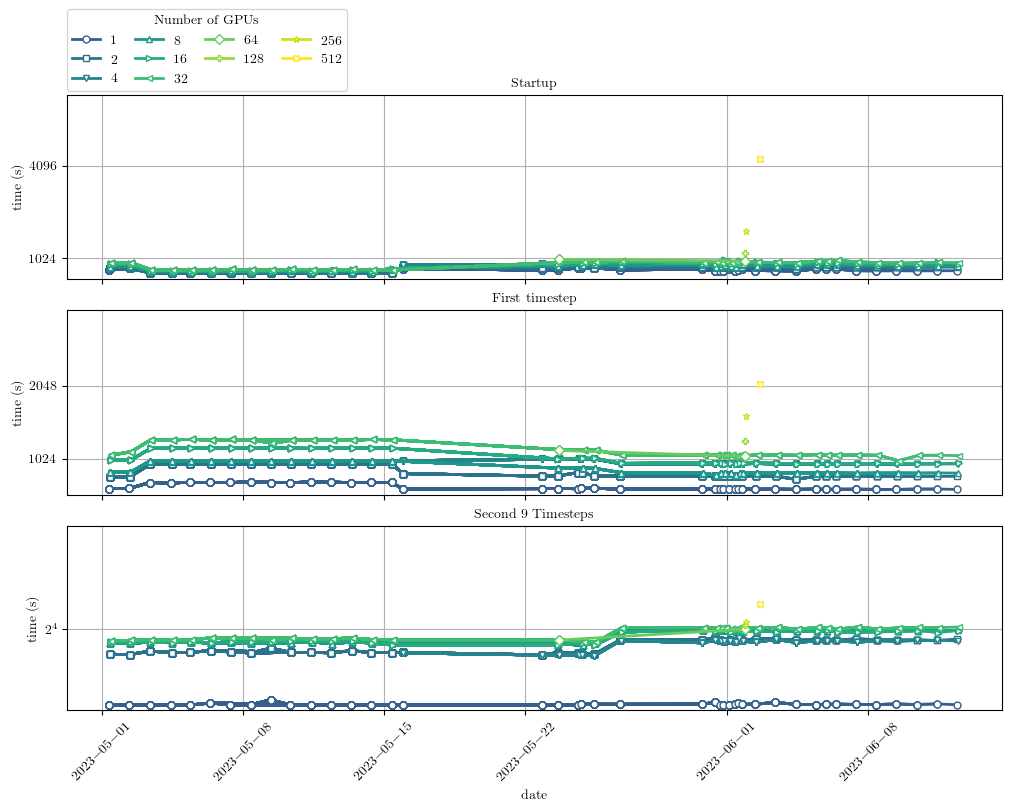 Number of GPUs
1 8 64 256
2 16 128 512
4 32
Startup
time (s)
4096
1024
First timestep
time (s)
2048
1024
Second 9 Timesteps
time (s)
2⁴
2023−05−01 2023−05−08 2023−05−15 2023−05−22 2023−06−01 2023−06−08
date